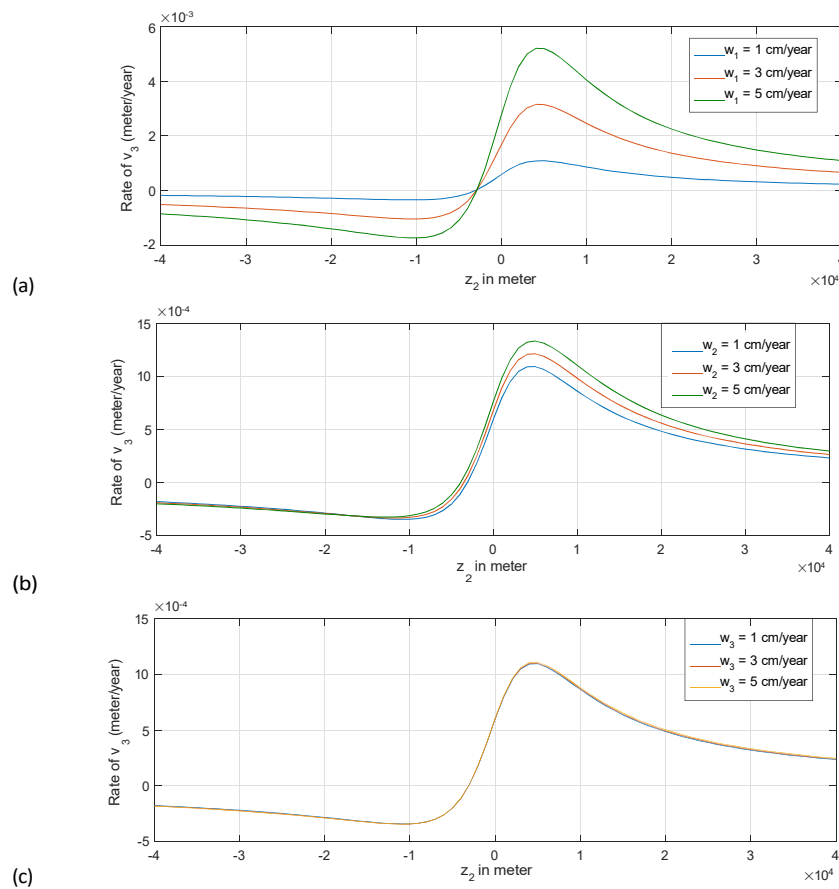 ×10-3
6
4
2
0
-2
Rate of v3 (meter/year)
w1 = 1 cm/year
w1 = 3 cm/year
w1 = 5 cm/year
-4 -3 -2 -1 0 1 2 3 4
z2 in meter
×104
(a)
×10-4
15
10
5
0
-5
Rate of v3 (meter/year)
w2 = 1 cm/year
w2 = 3 cm/year
w2 = 5 cm/year
-4 -3 -2 -1 0 1 2 3 4
z2 in meter
×104
(b)
×10-4
15
10
5
0
-5
Rate of v3 (meter/year)
w3 = 1 cm/year
w3 = 3 cm/year
w3 = 5 cm/year
-4 -3 -2 -1 0 1 2 3 4
z2 in meter
×104
(c)